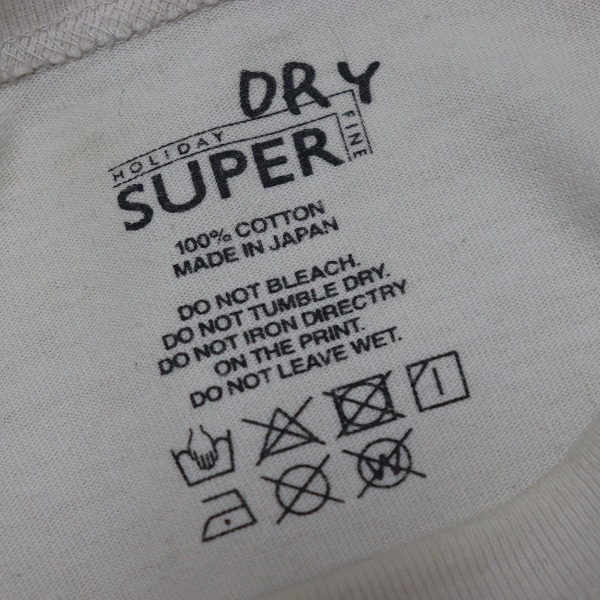 DRY
HOLIDAY
SUPER
FINE
100% COTTON
MADE IN JAPAN
DO NOT BLEACH.
DO NOT TUMBLE DRY.
DO NOT IRON DIRECTRY
ON THE PRINT.
DO NOT LEAVE WET.
W